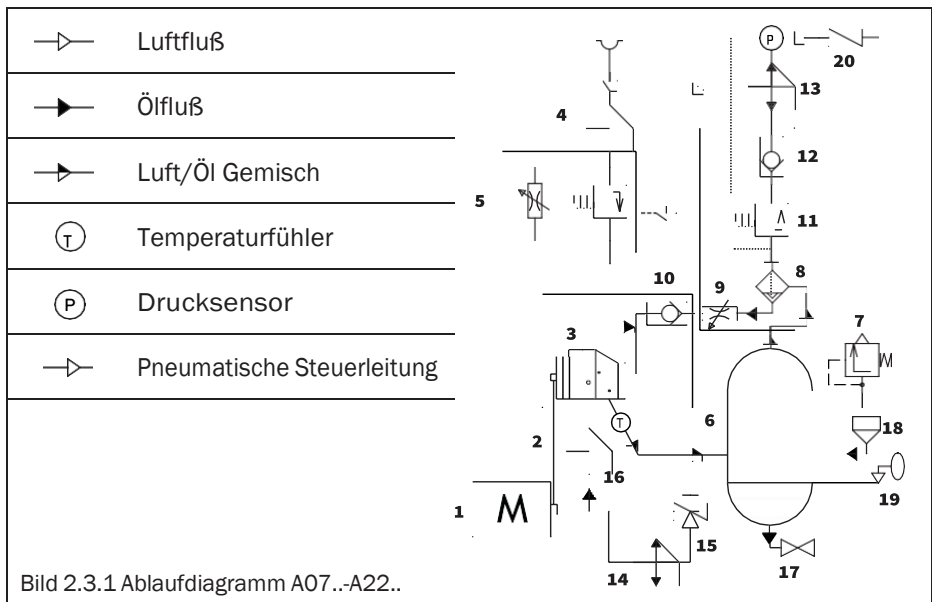 Luftfluß
Ölfluß
Luft/Öl Gemisch
T Temperaturfühler
P Drucksensor
Pneumatische Steuerleitung
P
20
13
4
12
5
11
8
10
9
7
3
T
6
18
2
16
19
1
M
15
14
17
Bild 2.3.1 Ablaufdiagramm A07..-A22..